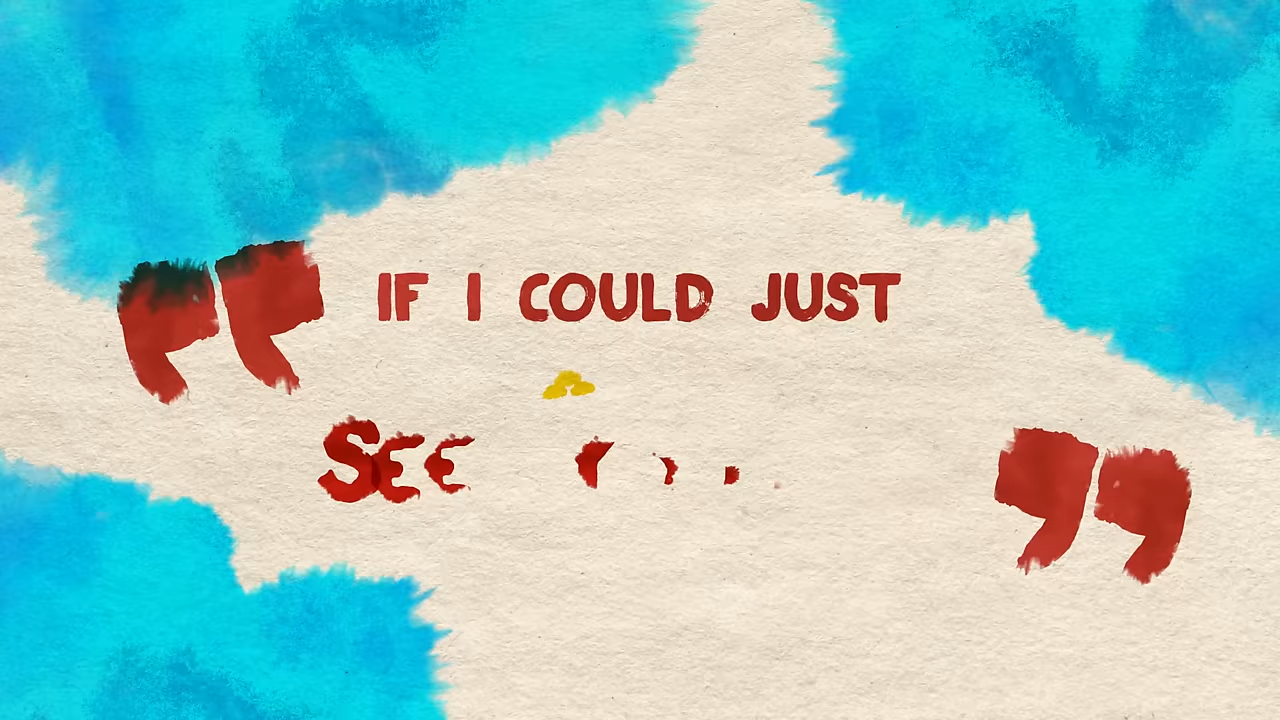 “ IF I COULD JUST
SEE ”